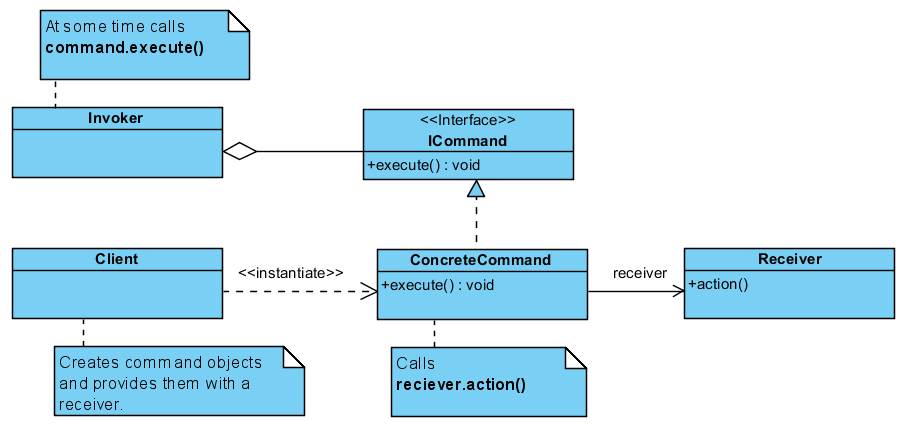 At some time calls
command.execute()
Invoker
<<Interface>>
ICommand
+execute() : void
Client
<<instantiate>>
ConcreteCommand
+execute() : void
receiver
Receiver
+action()
Creates command objects
and provides them with a
receiver.
Calls
reciever.action()